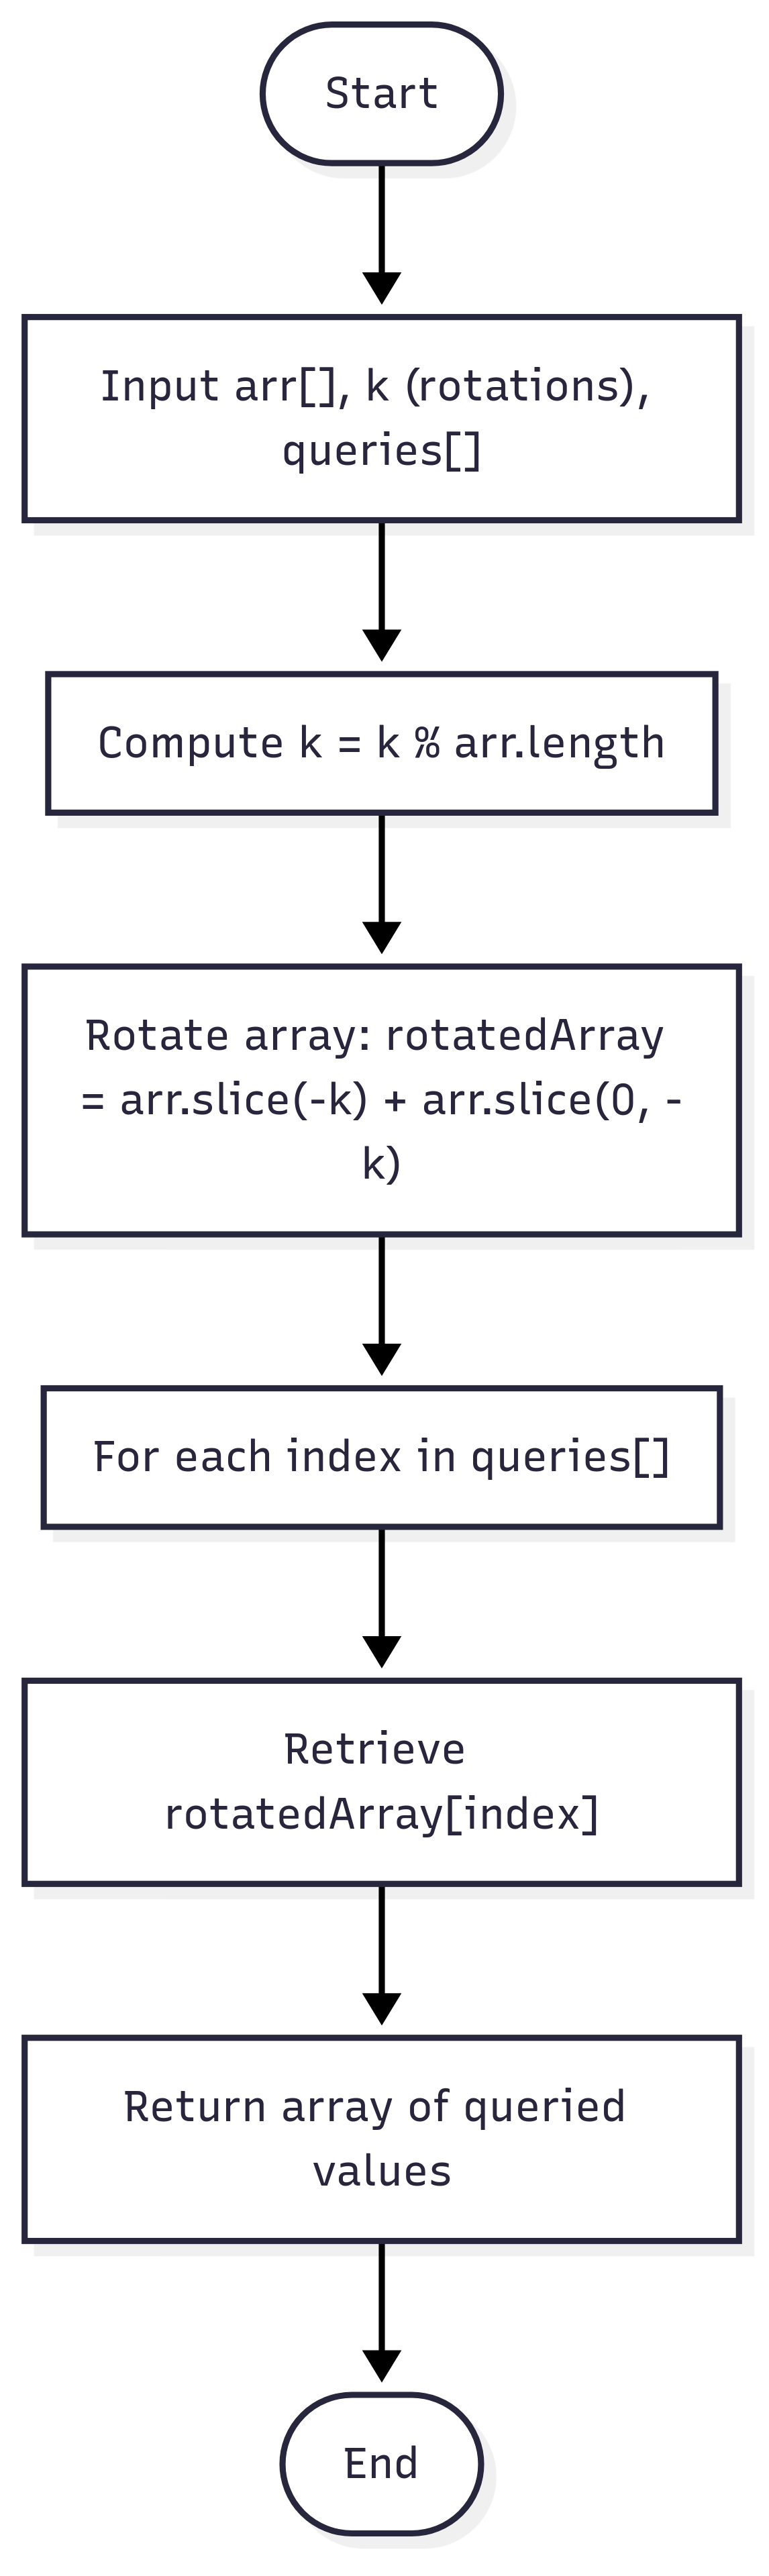 Start
Input arr[], k (rotations),
queries[]
Compute k = k % arr.length
Rotate array: rotatedArray
= arr.slice(-k) + arr.slice(0, -
k)
For each index in queries[]
Retrieve
rotatedArray[index]
Return array of queried
values
End